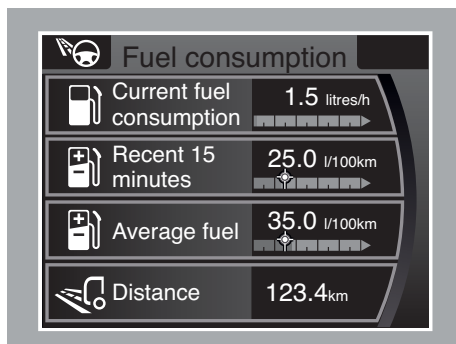 Fuel consumption
Current fuel
consumption
1.5 litres/h
Recent 15
minutes
25.0 l/100km
Average fuel
35.0 l/100km
Distance
123.4km